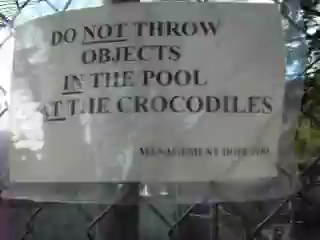 DO NOT THROW
OBJECTS
IN THE POOL
AT THE CROCODILES
MANAGEMENT